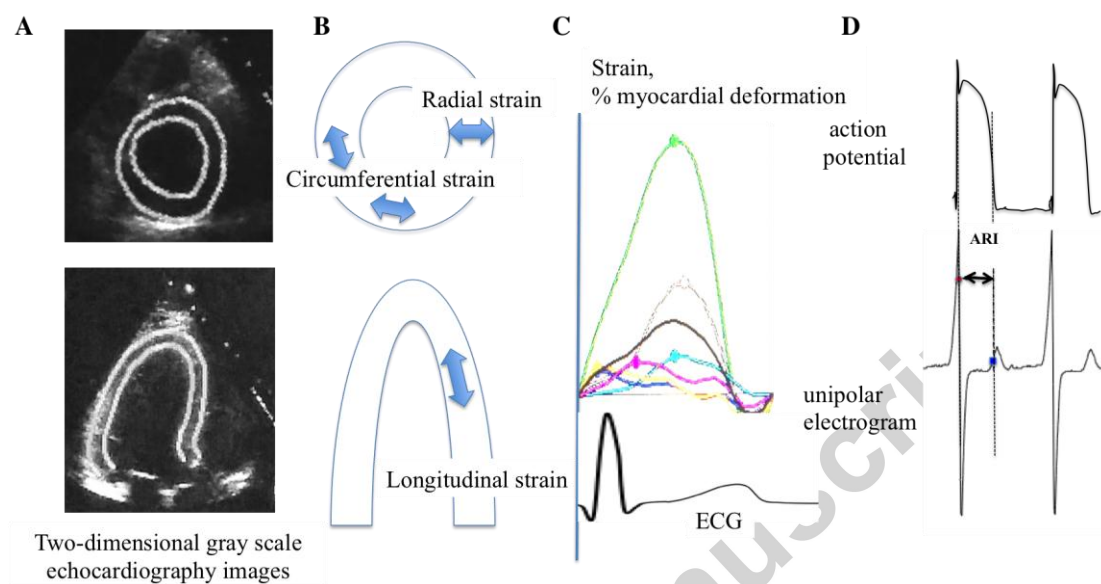 A
B
C
D
Strain,
% myocardial deformation
Radial strain
Circumferential strain
action
potential
ARI
unipolar
electrogram
Longitudinal strain
ECG
Two-dimensional gray scale
echocardiography images